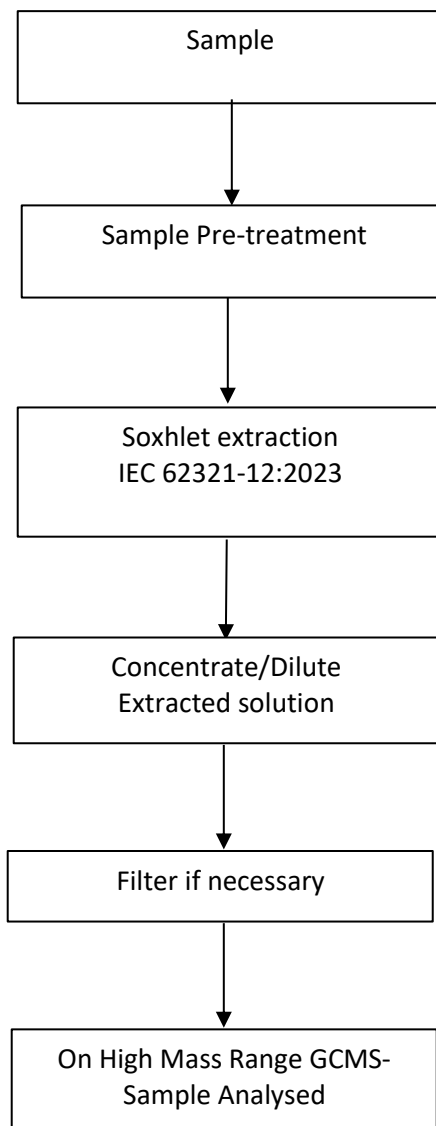 Sample
Sample Pre-treatment
Soxhlet extraction
IEC 62321-12:2023
Concentrate/Dilute
Extracted solution
Filter if necessary
On High Mass Range GCMS-
Sample Analysed